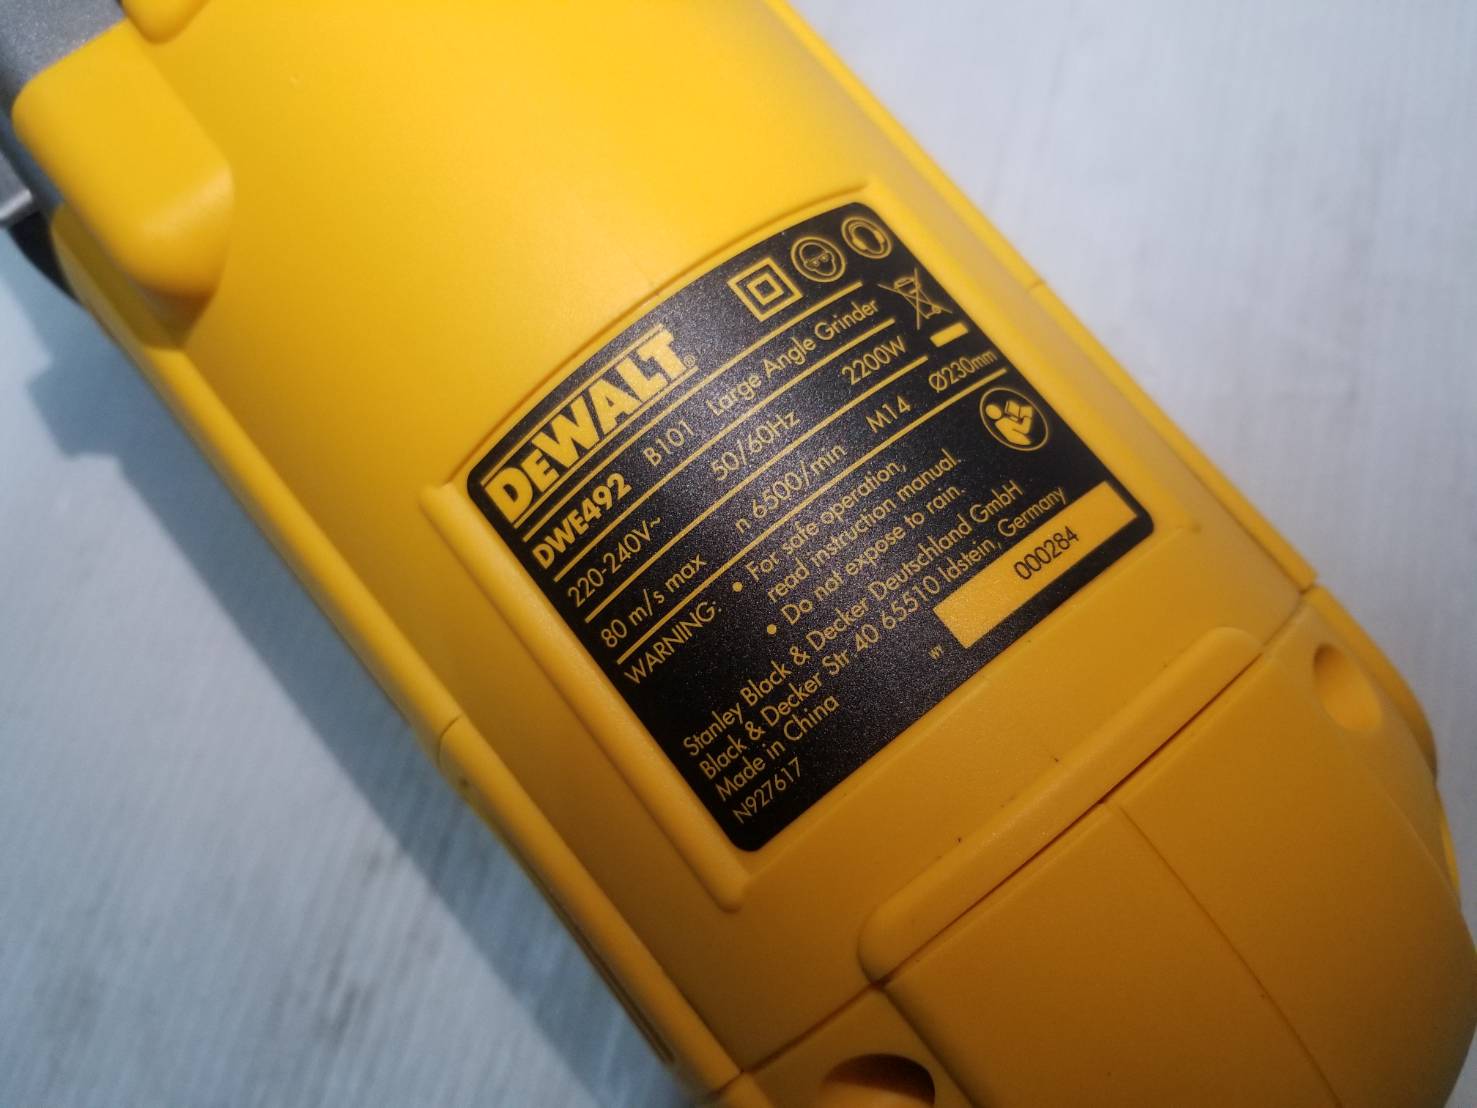 DEWALT®
DWE492 B101 Large Angle Grinder
220-240V~ 50/60Hz 2200W
80 m/s max n 6500/min M14 Ø230mm
WARNING: • For safe operation,
read instruction manual.
• Do not expose to rain.
Stanley Black & Decker Deutschland GmbH
Black & Decker Str 40 65510 Idstein, Germany
Made in China
N927617
WY
000284